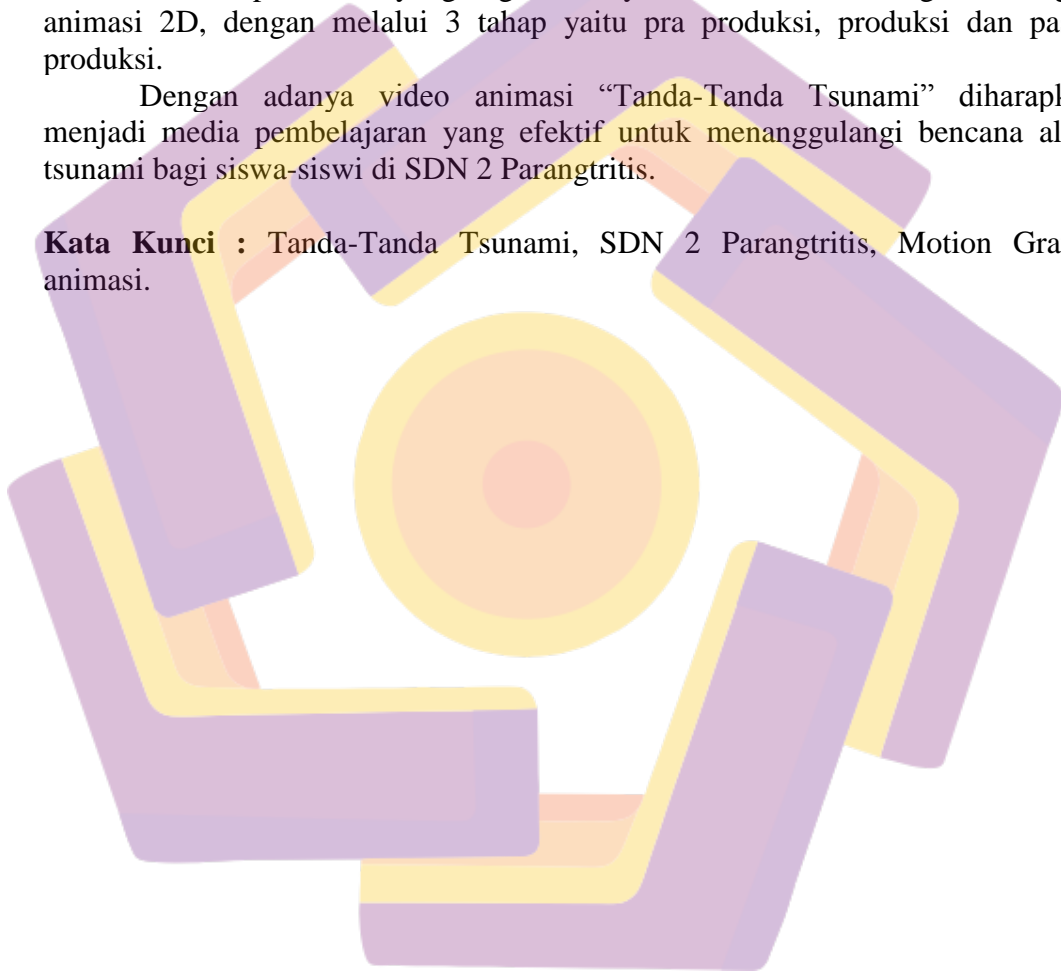 animasi 2D, dengan melalui 3 tahap yaitu pra produksi, produksi dan pa
produksi.
Dengan adanya video animasi “Tanda-Tanda Tsunami” diharapk
menjadi media pembelajaran yang efektif untuk menanggulangi bencana al
tsunami bagi siswa-siswi di SDN 2 Parangtritis.
Kata Kunci : Tanda-Tanda Tsunami, SDN 2 Parangtritis, Motion Gra
animasi.